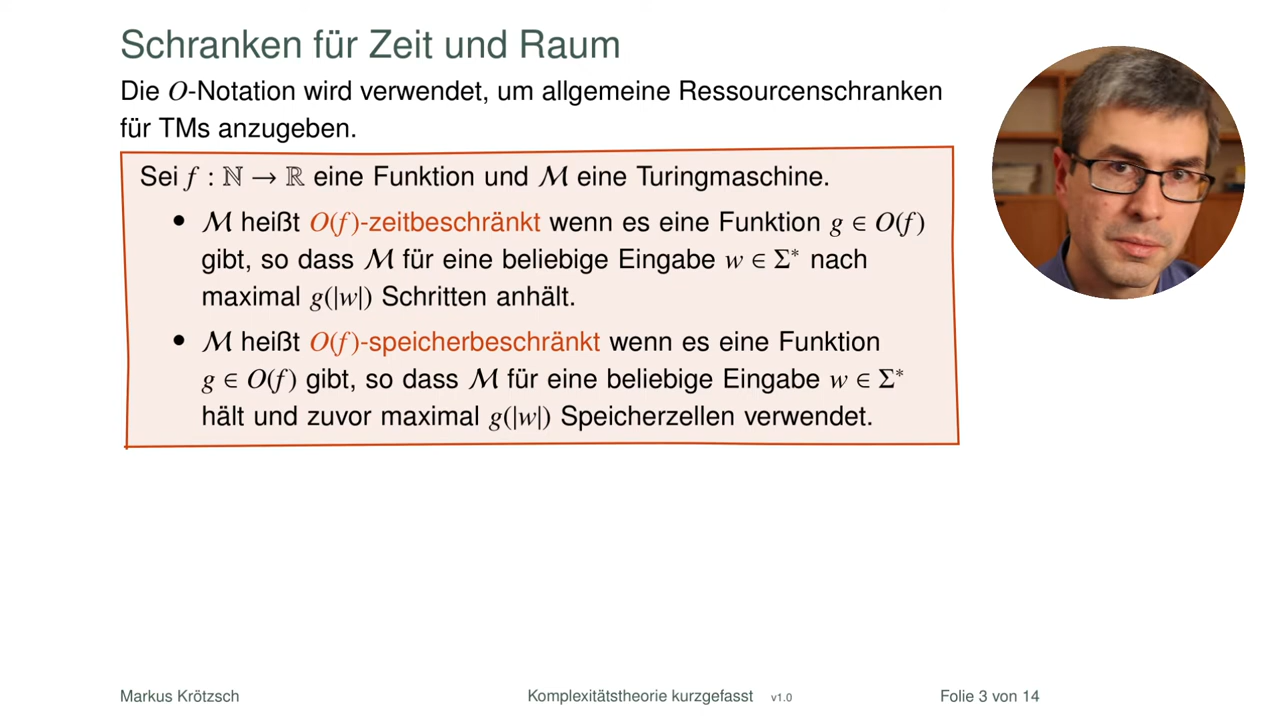 Schranken für Zeit und Raum
Die O-Notation wird verwendet, um allgemeine Ressourcenschranken
für TMs anzugeben.
Sei f : ℕ → ℝ eine Funktion und ℳ eine Turingmaschine.
• ℳ heißt O(f)-zeitbeschränkt wenn es eine Funktion g ∈ O(f)
gibt, so dass ℳ für eine beliebige Eingabe w ∈ Σ* nach
maximal g(|w|) Schritten anhält.
• ℳ heißt O(f)-speicherbeschränkt wenn es eine Funktion
g ∈ O(f) gibt, so dass ℳ für eine beliebige Eingabe w ∈ Σ*
hält und zuvor maximal g(|w|) Speicherzellen verwendet.
Markus Krötzsch Komplexitätstheorie kurzgefasst v1.0 Folie 3 von 14